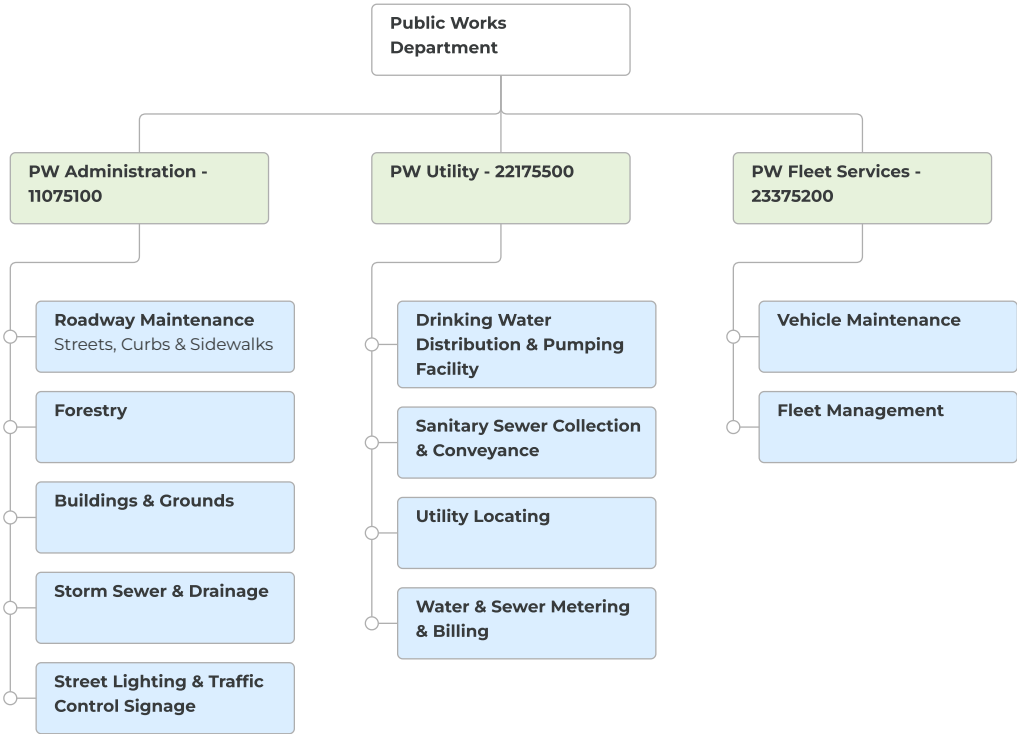 Public Works
Department
PW Administration -
11075100
PW Utility - 22175500
PW Fleet Services -
23375200
Roadway Maintenance
Streets, Curbs & Sidewalks
Forestry
Buildings & Grounds
Storm Sewer & Drainage
Street Lighting & Traffic
Control Signage
Drinking Water
Distribution & Pumping
Facility
Sanitary Sewer Collection
& Conveyance
Utility Locating
Water & Sewer Metering
& Billing
Vehicle Maintenance
Fleet Management